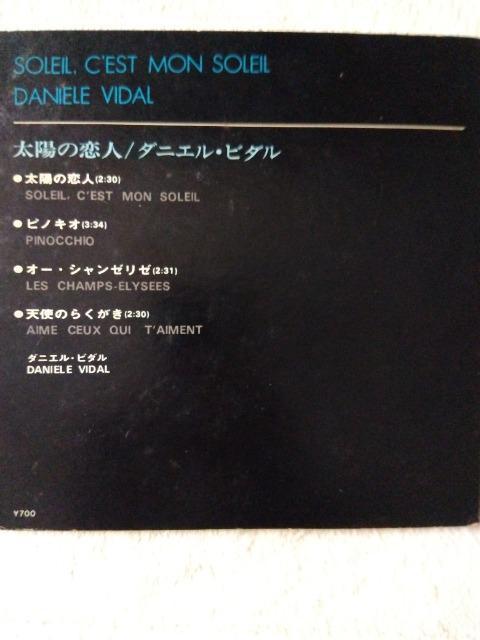 SOLEIL, C'EST MON SOLEIL
DANIÈLE VIDAL
太陽の恋人/ダニエル・ビダル
●太陽の恋人(2:30)
SOLEIL, C'EST MON SOLEIL
●ピノキオ(3:34)
PINOCCHIO
●オー・シャンゼリゼ(2:31)
LES CHAMPS-ELYSEES
●天使のらくがき(2:30)
AIME CEUX QUI T'AIMENT
ダニエル・ビダル
DANIELE VIDAL
¥700